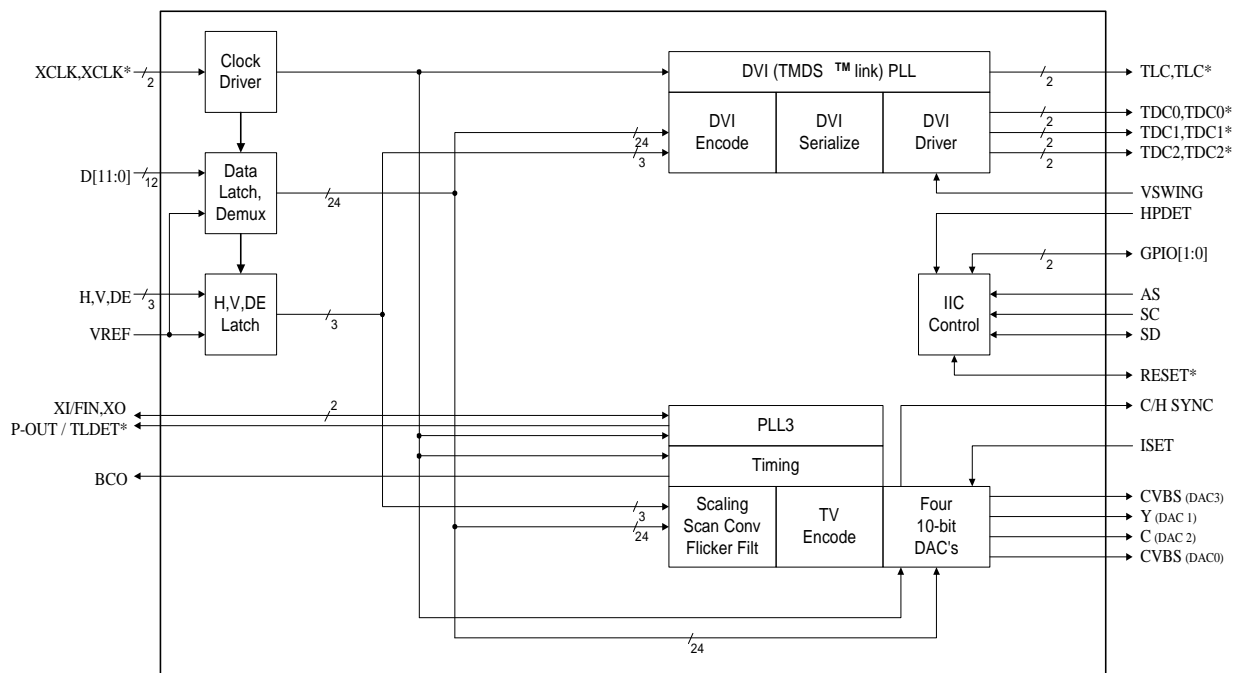 XCLK,XCLK*
2
Clock
Driver
DVI (TMDS ™ link) PLL
2
TLC,TLC*
DVI
Encode
DVI
Serialize
DVI
Driver
2
TDC0,TDC0*
2
TDC1,TDC1*
2
TDC2,TDC2*
24
3
D[11:0]
12
Data
Latch,
Demux
24
VSWING
HPDET
2
GPIO[1:0]
H,V,DE
3
VREF
H,V,DE
Latch
3
IIC
Control
AS
SC
SD
RESET*
XI/FIN,XO
2
P-OUT / TLDET*
PLL3
C/H SYNC
Timing
ISET
BCO
3
24
Scaling
Scan Conv
Flicker Filt
TV
Encode
Four
10-bit
DAC's
CVBS (DAC3)
Y (DAC 1)
C (DAC 2)
CVBS (DAC0)
24